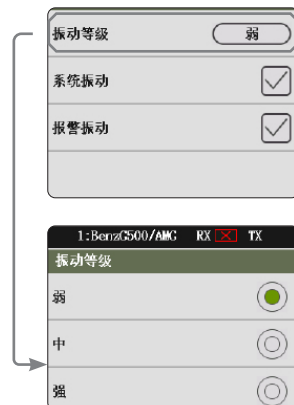 振动等级 弱
系统振动
报警振动
1:BenzG500/AMG RX TX
振动等级
弱
中
强